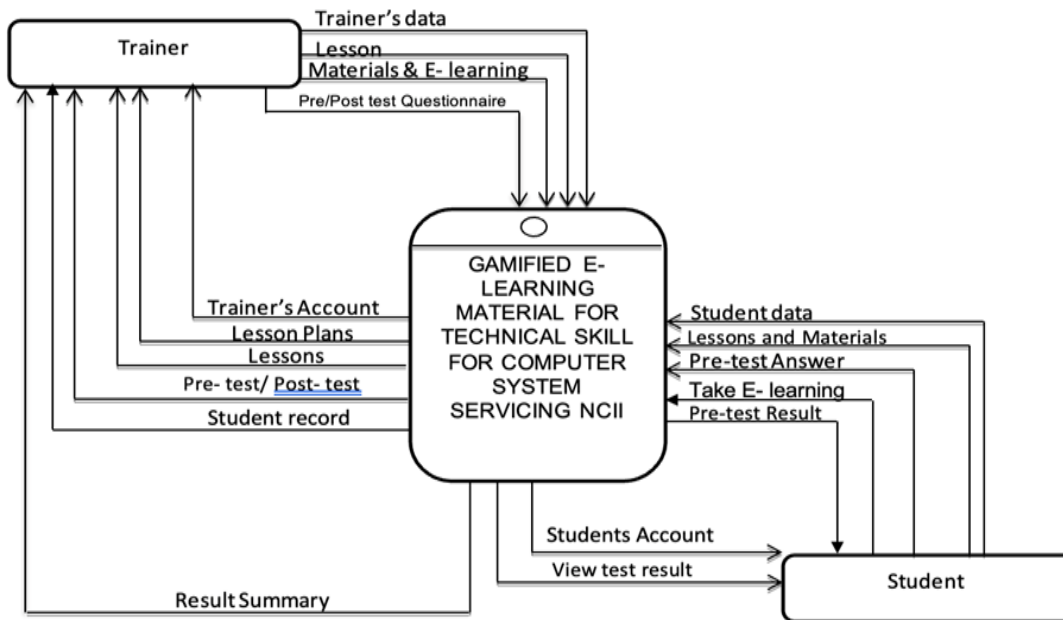 Trainer's data
Trainer
Lesson
Materials & E- learning
Pre/Post test Questionnaire
GAMIFIED E-
LEARNING
MATERIAL FOR
TECHNICAL SKILL
FOR COMPUTER
SYSTEM
SERVICING NCII
Trainer's Account
Lesson Plans
Lessons
Pre- test/ Post- test
Student record
Student data
Lessons and Materials
Pre-test Answer
Take E- learning
Pre-test Result
Students Account
View test result
Student
Result Summary